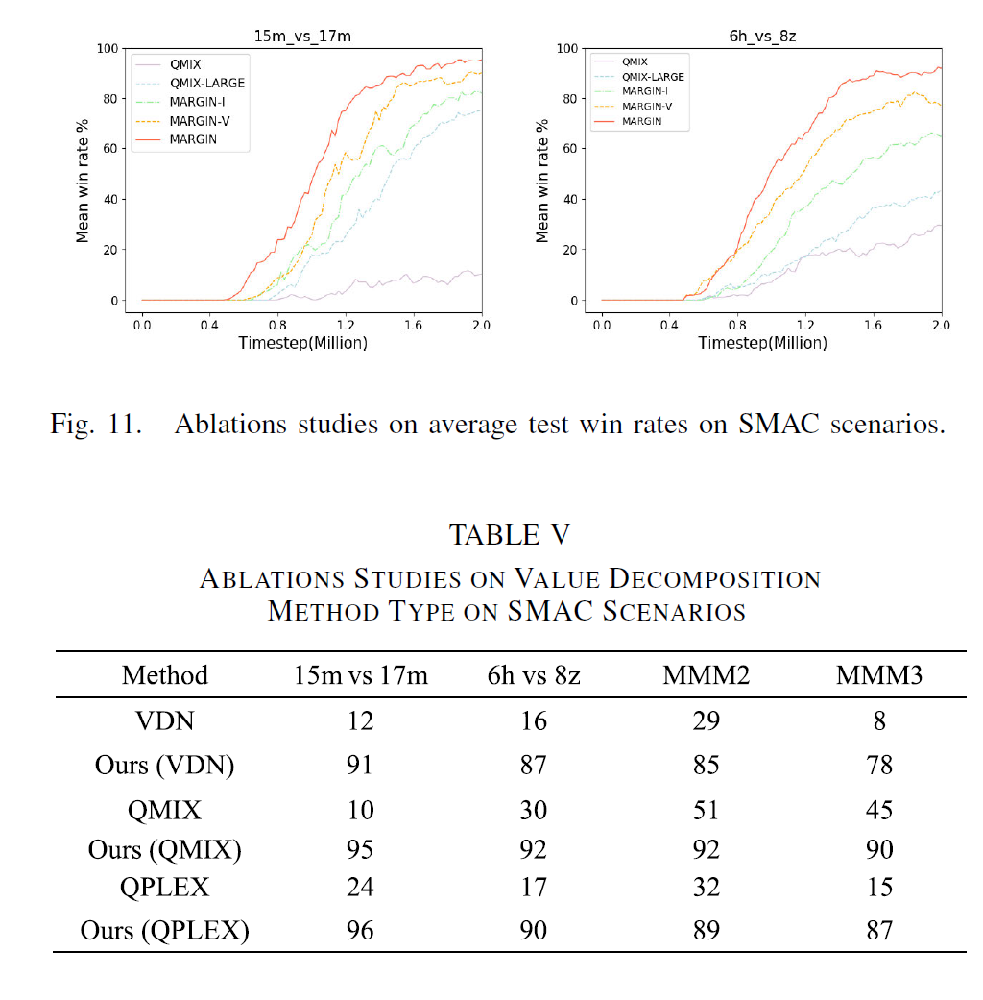 15m_vs_17m
100
80
60
40
20
0
Mean win rate %
QMIX
QMIX-LARGE
MARGIN-I
MARGIN-V
MARGIN
0.0 0.4 0.8 1.2 1.6 2.0
Timestep(Million)
6h_vs_8z
100
80
60
40
20
0
Mean win rate %
QMIX
QMIX-LARGE
MARGIN-I
MARGIN-V
MARGIN
0.0 0.4 0.8 1.2 1.6 2.0
Timestep(Million)
Fig. 11. Ablations studies on average test win rates on SMAC scenarios.
TABLE V
ABLATIONS STUDIES ON VALUE DECOMPOSITION
METHOD TYPE ON SMAC SCENARIOS
Method 15m vs 17m 6h vs 8z MMM2 MMM3
VDN 12 16 29 8
Ours (VDN) 91 87 85 78
QMIX 10 30 51 45
Ours (QMIX) 95 92 92 90
QPLEX 24 17 32 15
Ours (QPLEX) 96 90 89 87